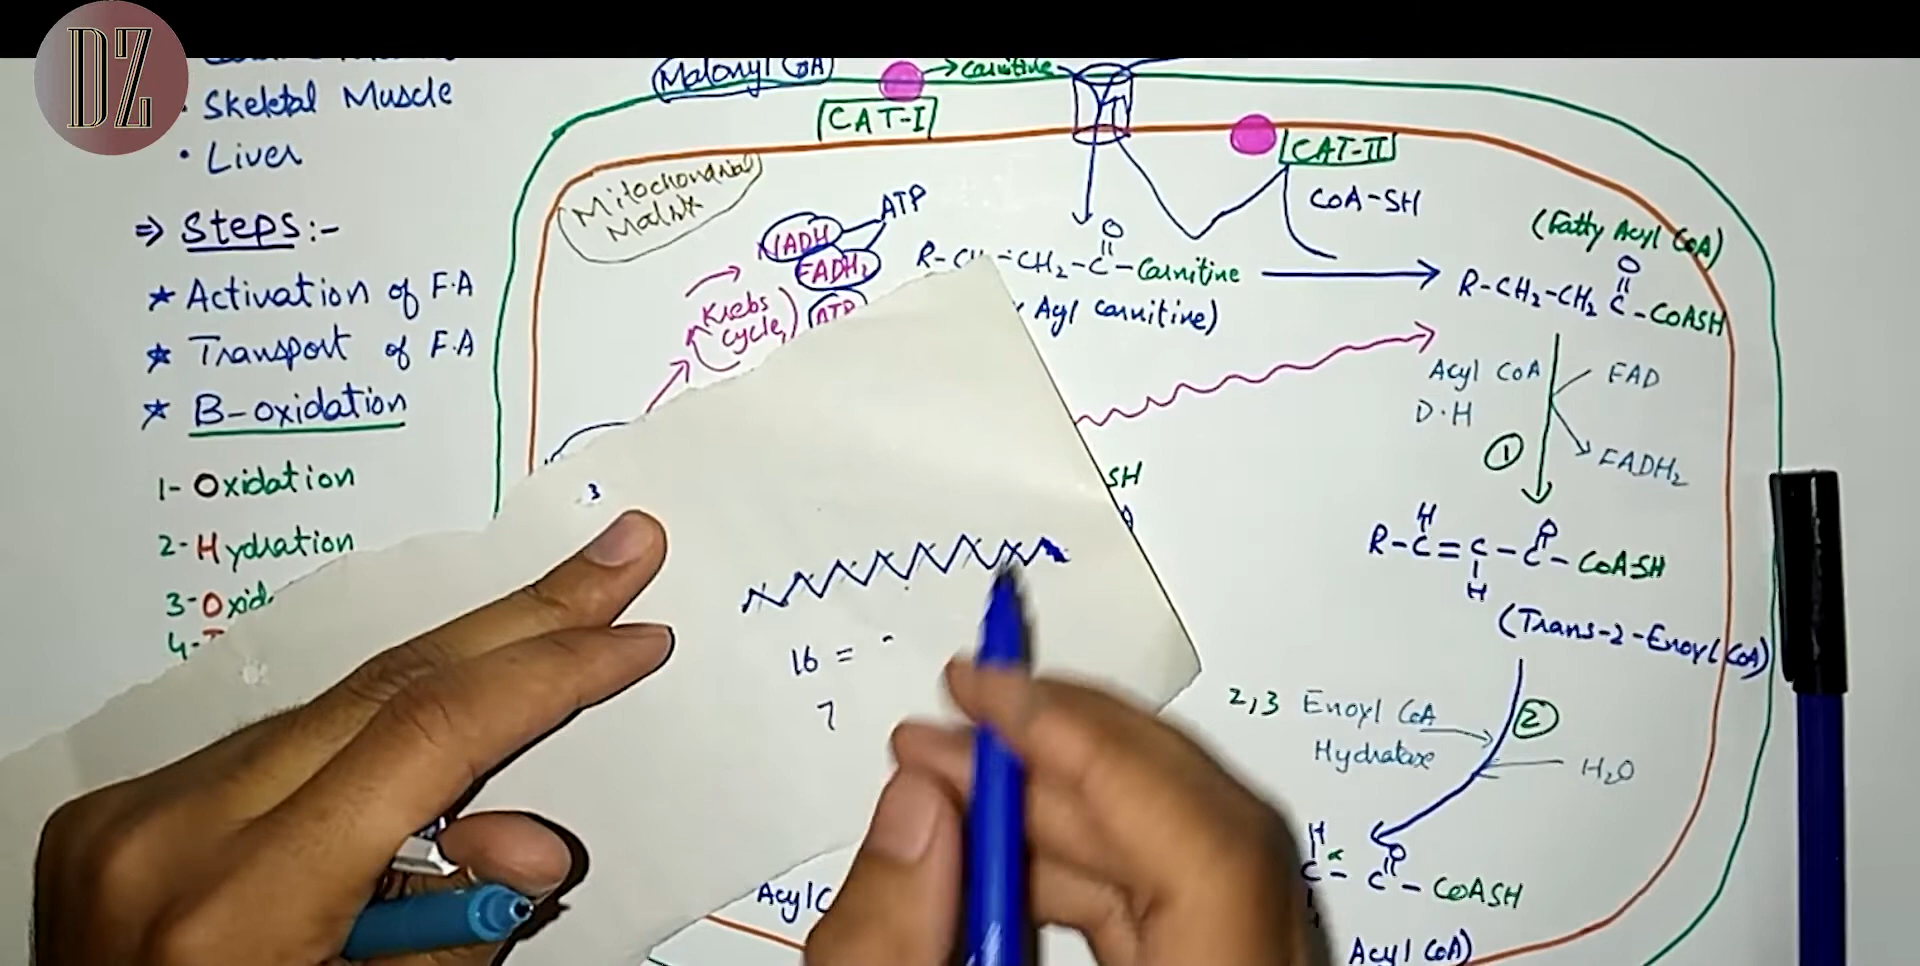 DZ
• Skeletal Muscle
• Liver
⇒ Steps:-
★ Activation of F.A
★ Transport of F.A
★ B-oxidation
1- Oxidation
2- Hydration
3- Oxid
4-
Malonyl CoA
→ Carnitine
CAT-I
T
CAT-II
Mitochondrial
Matrix
ATP
NADH
FADH₂
ATP
Krebs
cycle
CoA-SH
R- -CH₂-C-Carnitine
O
Ayl Carnitine)
(Fatty Acyl CoA)
O
R-CH₂-CH₂ C-CoASH
Acyl CoA
D.H
FAD
①
FADH₂
SH
A
3
16 =
7
H
R-C=C-C-CoASH
O
H
(Trans-2-Enoyl CoA)
2,3 Enoyl CoA
Hydratase
②
H₂O
H
α
O
C-C-CoASH
AcylC
Acyl CoA)